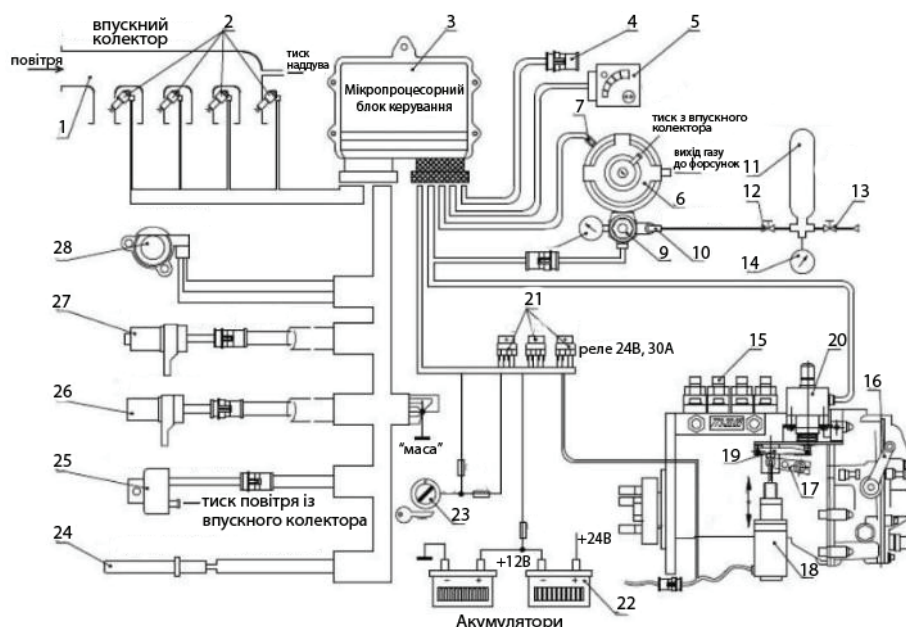 впускний
колектор
2
3
4
5
повітря
тиск
наддува
Мікропроцесорний
блок керування
1
7
тиск з впускного
колектора
вихід газу
до форсунок
11
6
12
13
28
9
10
14
27
21
реле 24В, 30А
15
20
16
26
"маса"
25
19
17
тиск повітря із
впускного колектора
23
24
+12В
+24В
18
22
Акумулятори